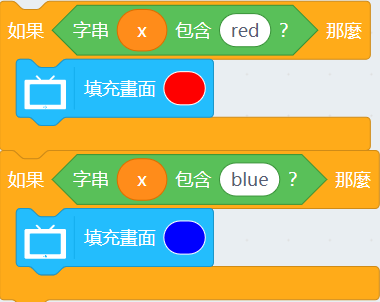 如果 字串 x 包含 red ? 那麼
填充畫面
如果 字串 x 包含 blue ? 那麼
填充畫面